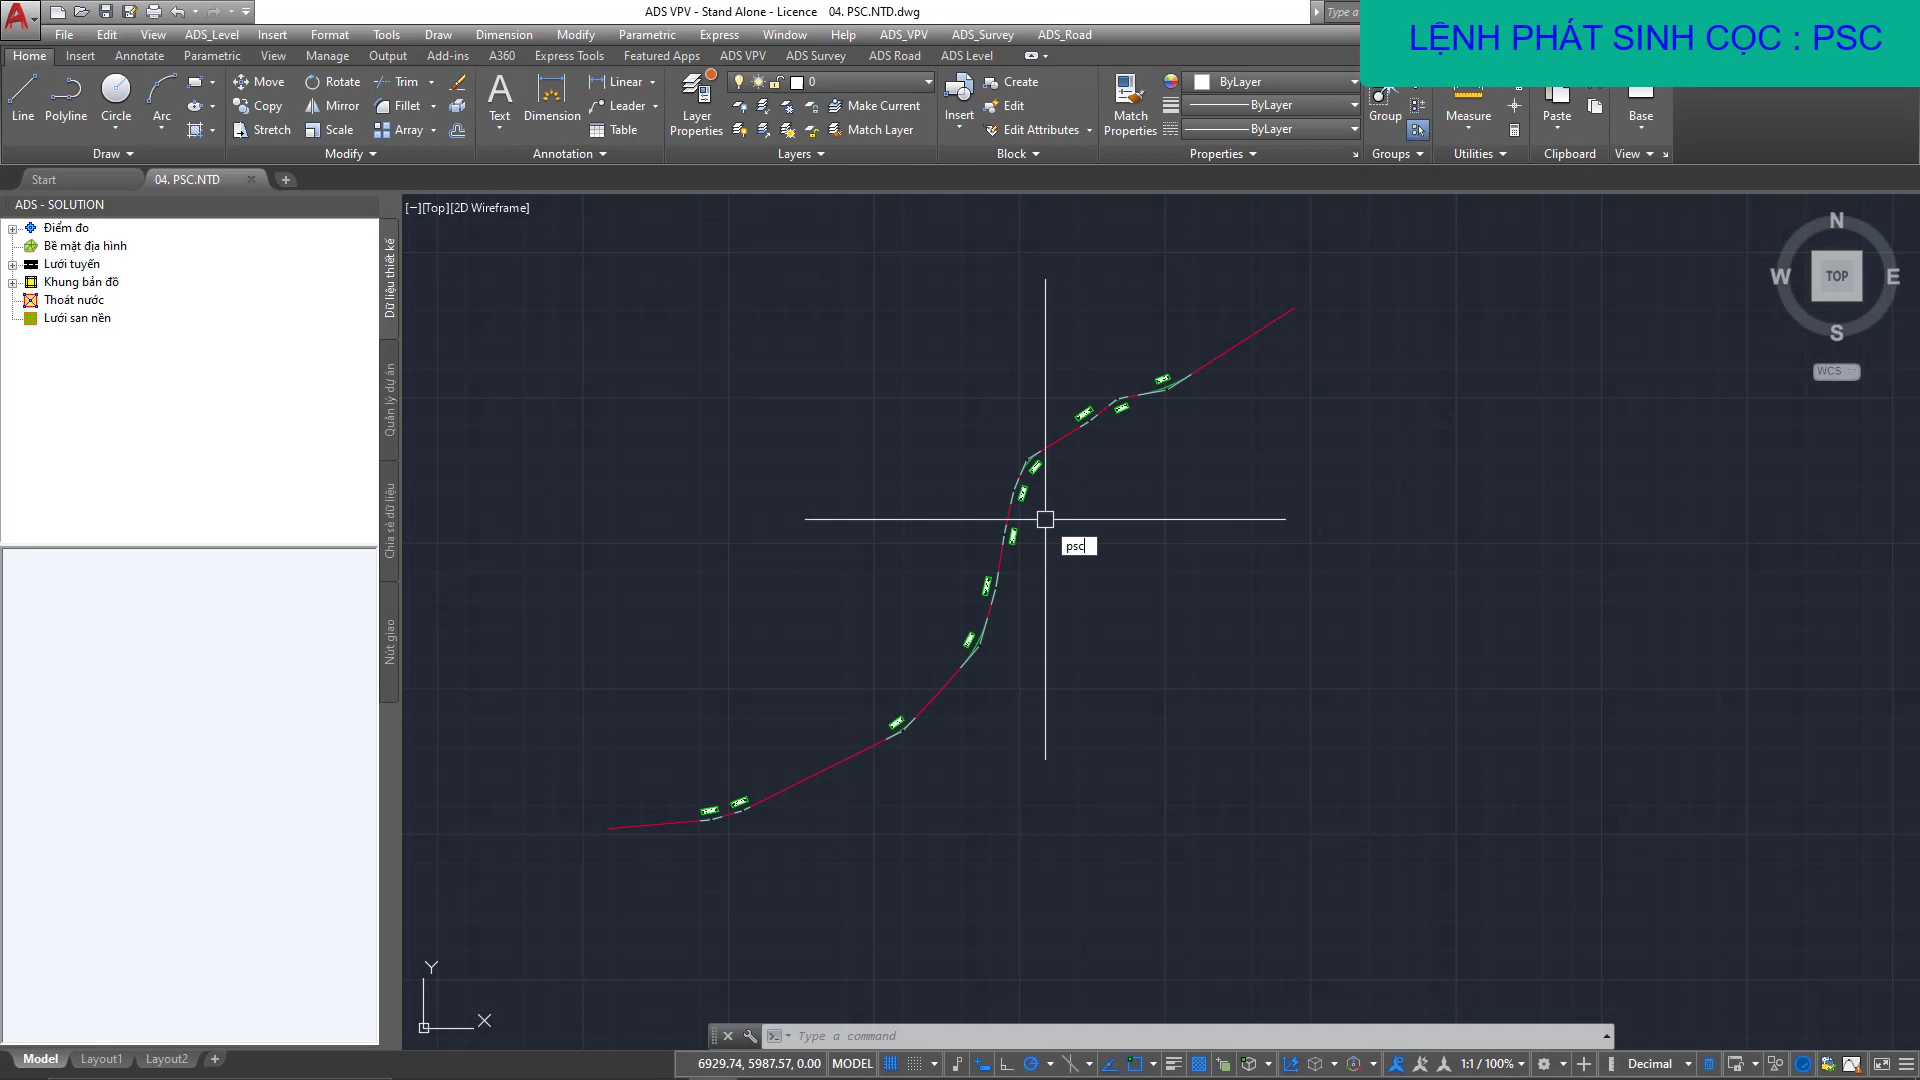 ADS VPV - Stand Alone - Licence 04. PSC.NTD.dwg
Type a
LỆNH PHÁT SINH CỌC : PSC
File Edit View ADS_Level Insert Format Tools Draw Dimension Modify Parametric Express Window Help ADS_VPV ADS_Survey ADS_Road
Home Insert Annotate Parametric View Manage Output Add-ins A360 Express Tools Featured Apps ADS VPV ADS Survey ADS Road ADS Level
Line Polyline Circle Arc
Move Rotate Trim
Copy Mirror Fillet
Stretch Scale Array
Text Dimension
Linear
Leader
Table
Layer Properties
0
Make Current
Match Layer
Insert
Create
Edit
Edit Attributes
Match Properties
ByLayer
ByLayer
ByLayer
Group
Measure
Paste
Base
Draw Modify Annotation Layers Block Properties Groups Utilities Clipboard View
Start 04. PSC.NTD
ADS - SOLUTION
Điểm đo
Bề mặt địa hình
Lưới tuyến
Khung bản đồ
Thoát nước
Lưới san nền
Dữ liệu thiết kế
Quản lý dự án
Chia sẻ dữ liệu
Nút giao
[−][Top][2D Wireframe]
N
W TOP E
S
WCS
psc
Y
X
Type a command
Model Layout1 Layout2
6929.74, 5987.57, 0.00 MODEL
1:1 / 100%
Decimal